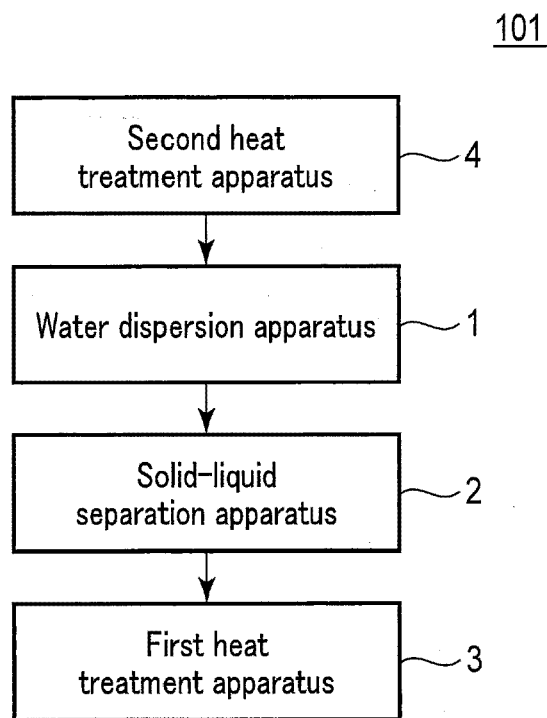 101
Second heat
treatment apparatus
4
Water dispersion apparatus
1
Solid-liquid
separation apparatus
2
First heat
treatment apparatus
3